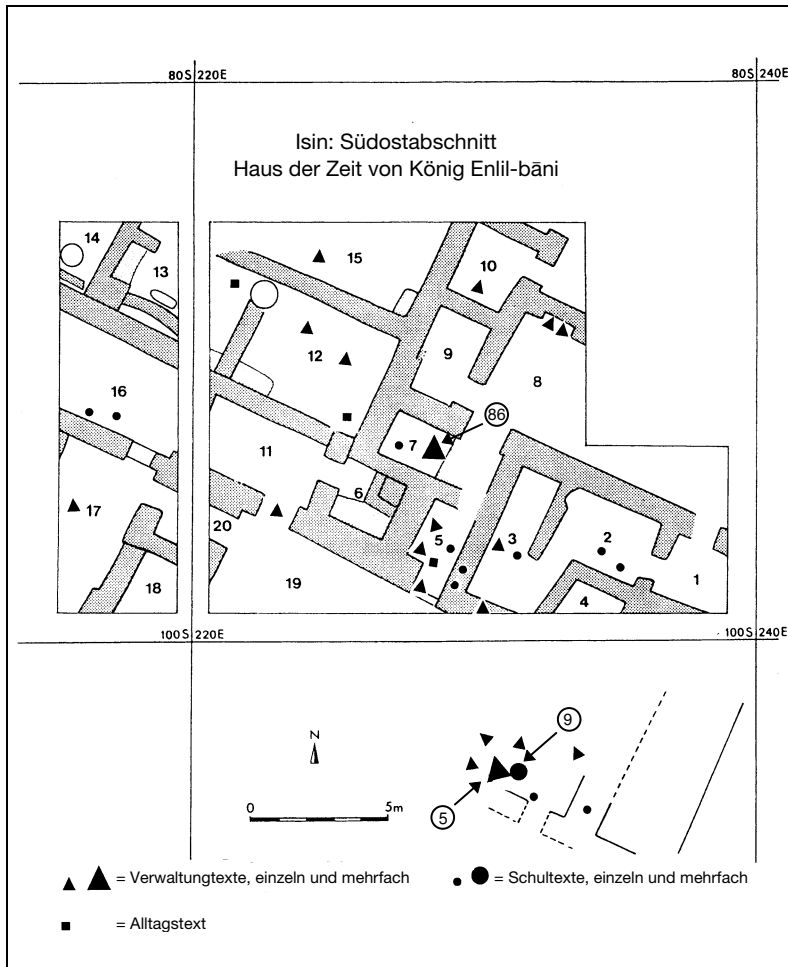 80S 220E
80S 240E
Isin: Südostabschnitt
Haus der Zeit von König Enlil-bāni
14
13
15
10
9
8
12
16
86
7
11
6
17
20
5
3
2
1
18
19
4
100S 220E
100S 240E
N
9
0
5m
5
= Verwaltungtexte, einzeln und mehrfach
= Schultexte, einzeln und mehrfach
= Alltagstext